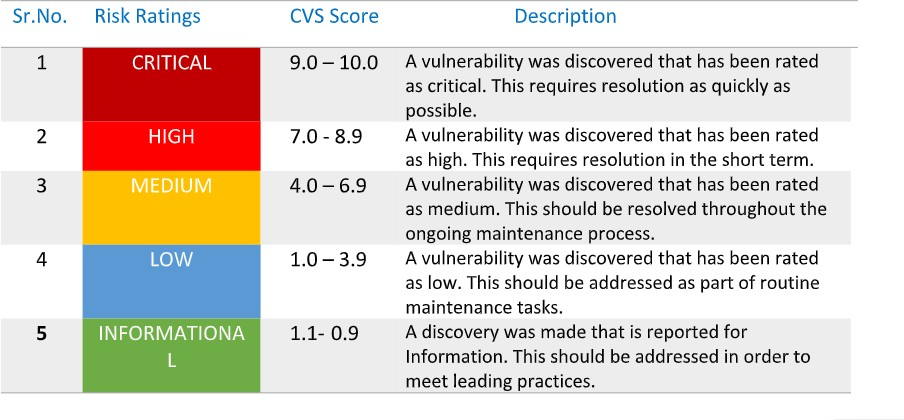 Sr.No. Risk Ratings CVS Score Description
1 CRITICAL 9.0 – 10.0 A vulnerability was discovered that has been rated
as critical. This requires resolution as quickly as
possible.
2 HIGH 7.0 - 8.9 A vulnerability was discovered that has been rated
as high. This requires resolution in the short term.
3 MEDIUM 4.0 – 6.9 A vulnerability was discovered that has been rated
as medium. This should be resolved throughout the
ongoing maintenance process.
4 LOW 1.0 – 3.9 A vulnerability was discovered that has been rated
as low. This should be addressed as part of routine
maintenance tasks.
5 INFORMATIONA 1.1- 0.9 A discovery was made that is reported for
L Information. This should be addressed in order to
meet leading practices.